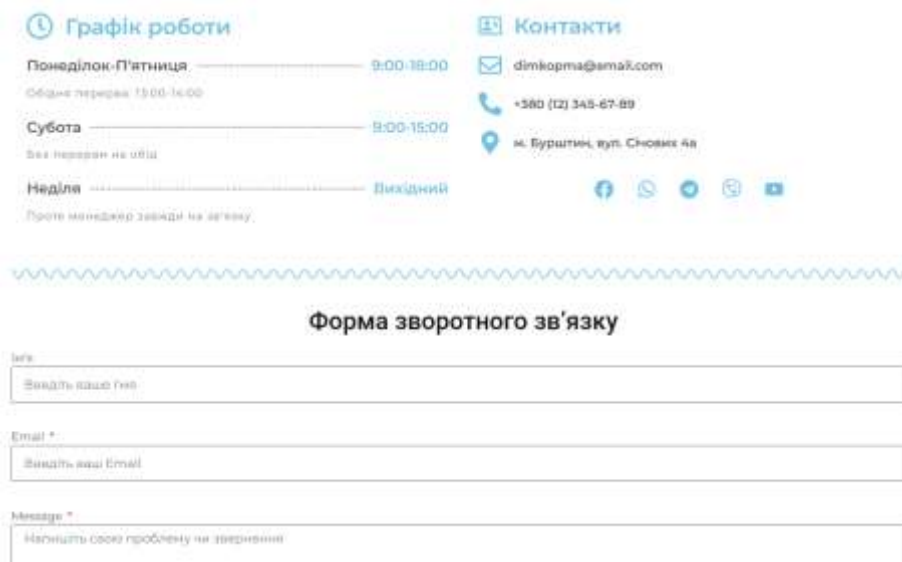 Графік роботи
Понеділок-П'ятниця 9:00-18:00
Обідня перерва: 13:00-14:00
Субота 9:00-15:00
Без перерви на обід
Неділя Вихідний
Проте менеджер завжди на зв'язку
Контакти
+380 (12) 345-67-89
м. Бурштин, вул. Січових 4а
Форма зворотного зв'язку
Ім'я
Введіть ваше Ім'я
Email *
Введіть ваш Email
Message *
Напишіть свою проблему чи звернення